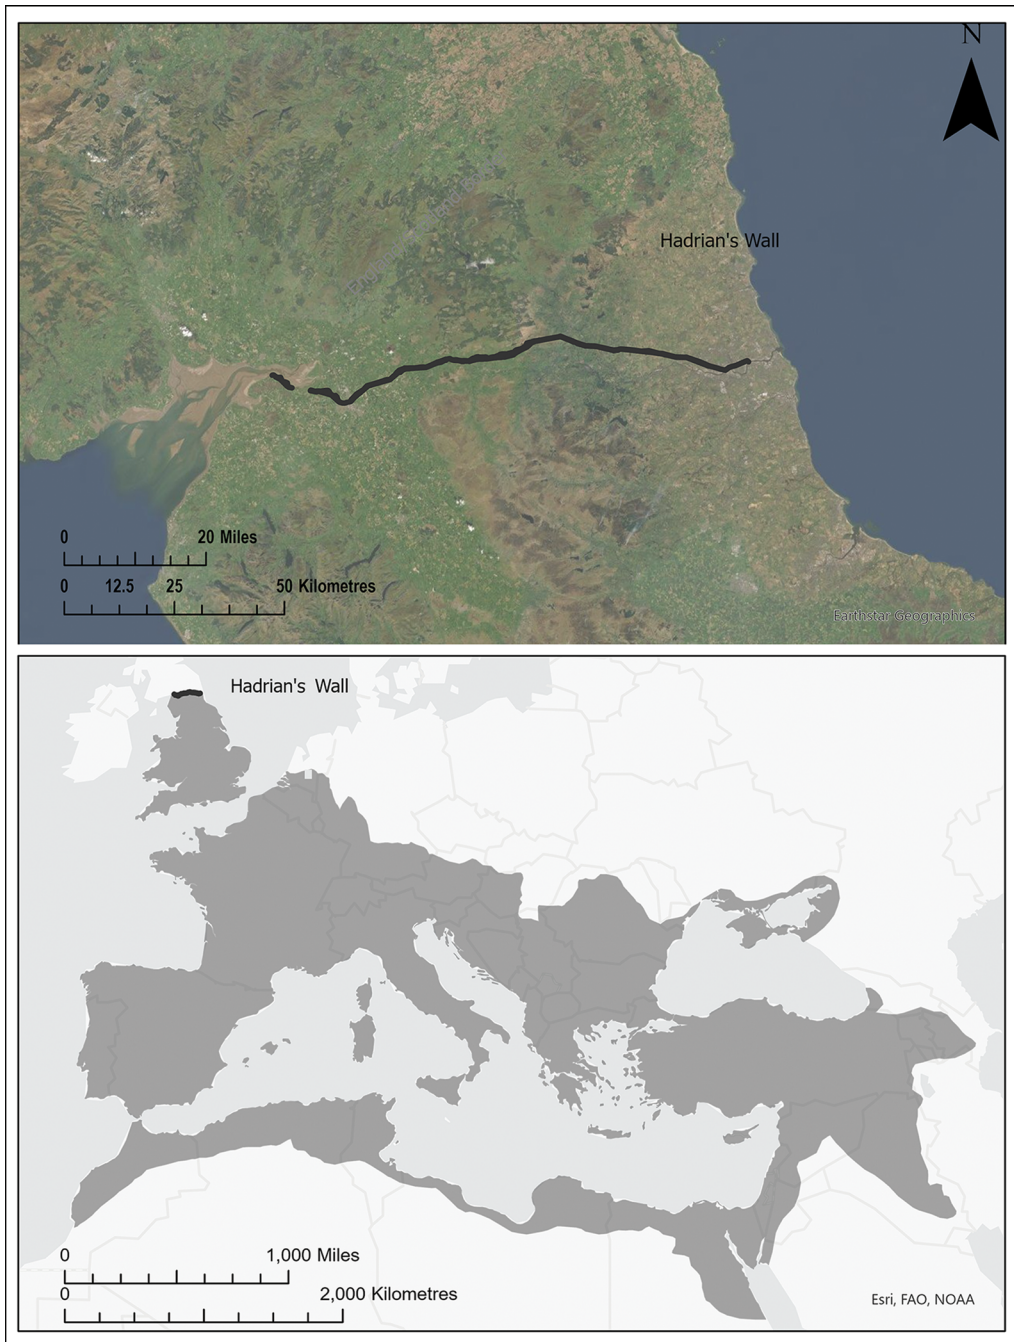 N
Hadrian's Wall
0 20 Miles
0 12.5 25 50 Kilometres
Earthstar Geographics
Hadrian's Wall
0 1,000 Miles
0 2,000 Kilometres
Esri, FAO, NOAA